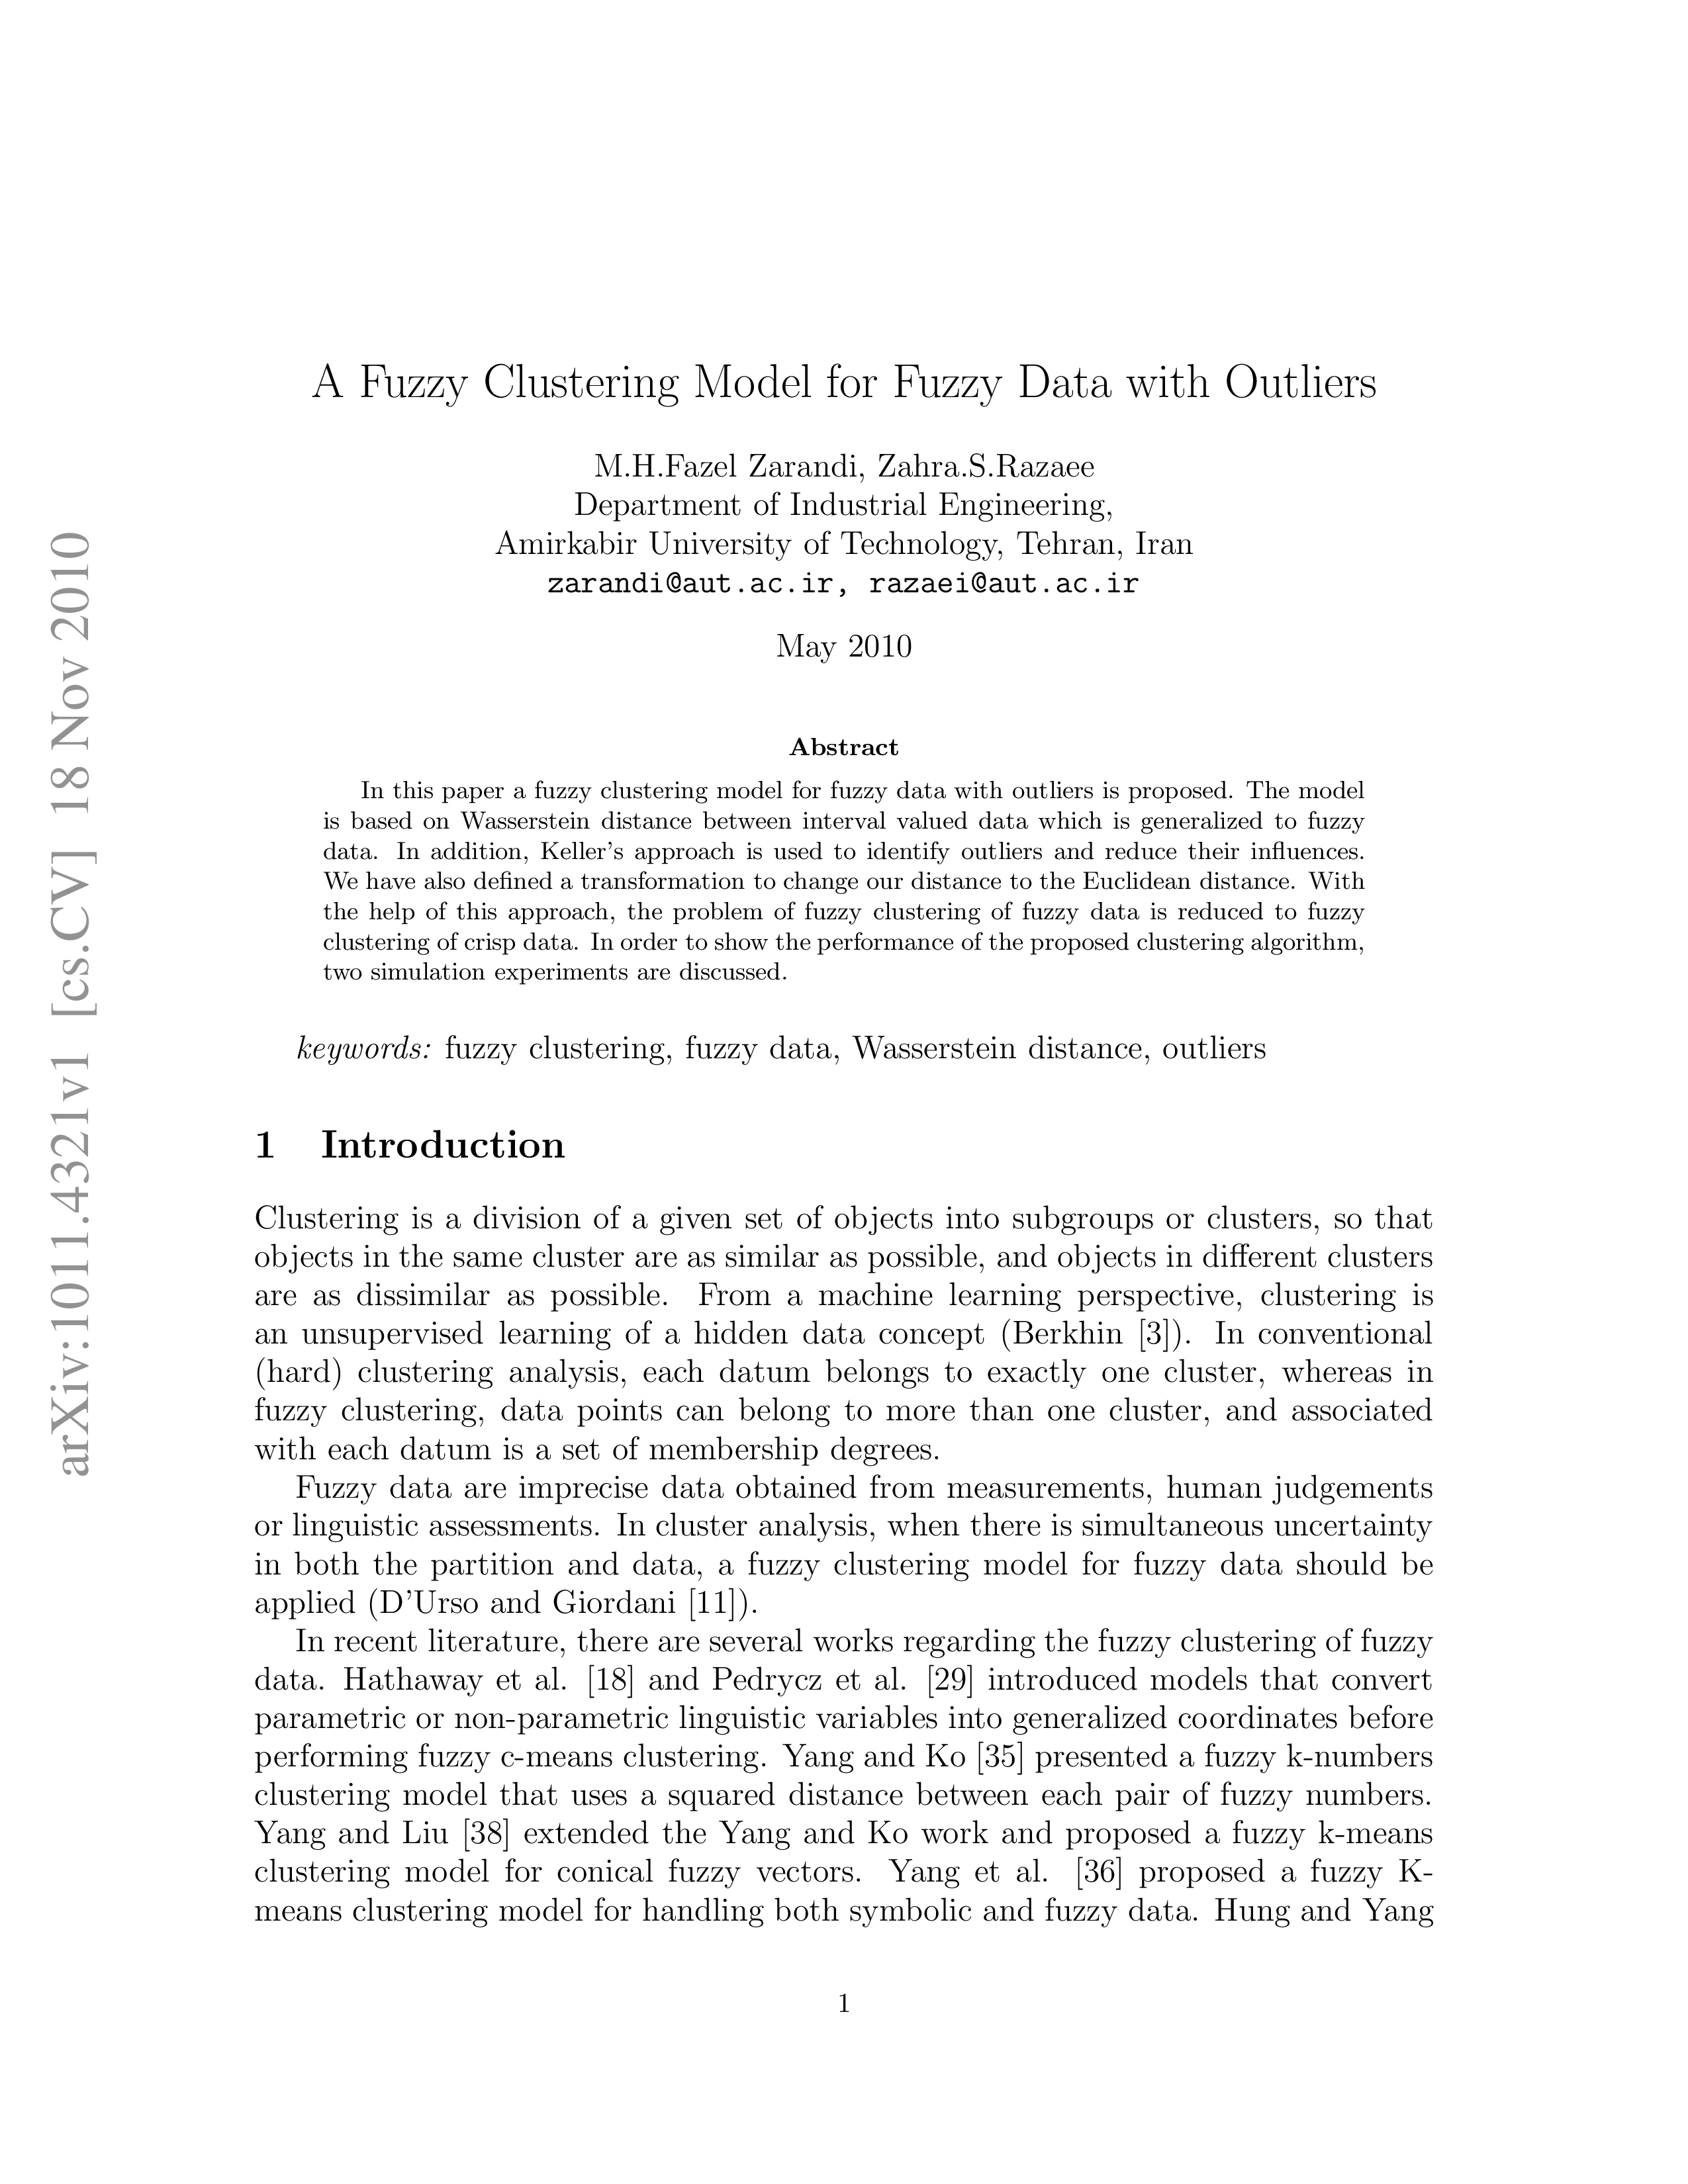 arXiv:1011.4321v1 [cs.CV] 18 Nov 2010
A Fuzzy Clustering Model for Fuzzy Data with Outliers
M.H.Fazel Zarandi, Zahra.S.Razaee
Department of Industrial Engineering,
Amirkabir University of Technology, Tehran, Iran
zarandi@aut.ac.ir, razaei@aut.ac.ir
May 2010
Abstract
In this paper a fuzzy clustering model for fuzzy data with outliers is proposed. The model
is based on Wasserstein distance between interval valued data which is generalized to fuzzy
data. In addition, Keller's approach is used to identify outliers and reduce their influences.
We have also defined a transformation to change our distance to the Euclidean distance. With
the help of this approach, the problem of fuzzy clustering of fuzzy data is reduced to fuzzy
clustering of crisp data. In order to show the performance of the proposed clustering algorithm,
two simulation experiments are discussed.
keywords: fuzzy clustering, fuzzy data, Wasserstein distance, outliers
1 Introduction
Clustering is a division of a given set of objects into subgroups or clusters, so that
objects in the same cluster are as similar as possible, and objects in different clusters
are as dissimilar as possible. From a machine learning perspective, clustering is
an unsupervised learning of a hidden data concept (Berkhin [3]). In conventional
(hard) clustering analysis, each datum belongs to exactly one cluster, whereas in
fuzzy clustering, data points can belong to more than one cluster, and associated
with each datum is a set of membership degrees.
Fuzzy data are imprecise data obtained from measurements, human judgements
or linguistic assessments. In cluster analysis, when there is simultaneous uncertainty
in both the partition and data, a fuzzy clustering model for fuzzy data should be
applied (D'Urso and Giordani [11]).
In recent literature, there are several works regarding the fuzzy clustering of fuzzy
data. Hathaway et al. [18] and Pedrycz et al. [29] introduced models that convert
parametric or non-parametric linguistic variables into generalized coordinates before
performing fuzzy c-means clustering. Yang and Ko [35] presented a fuzzy k-numbers
clustering model that uses a squared distance between each pair of fuzzy numbers.
Yang and Liu [38] extended the Yang and Ko work and proposed a fuzzy k-means
clustering model for conical fuzzy vectors. Yang et al. [36] proposed a fuzzy K-
means clustering model for handling both symbolic and fuzzy data. Hung and Yang
1